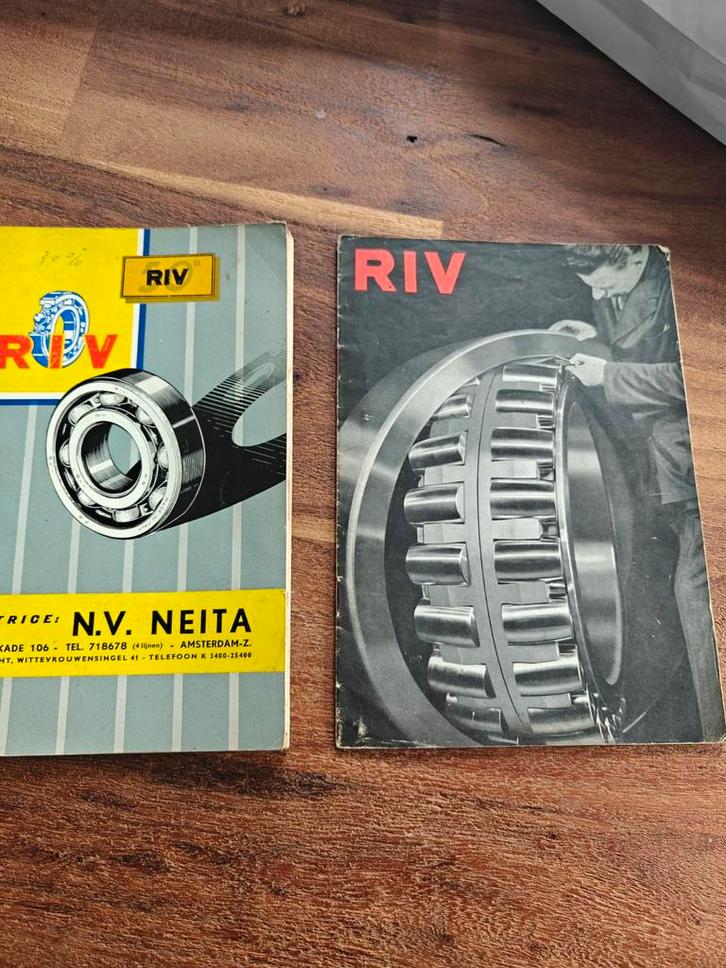 30%
RIV
50°
RIV
TRICE: N.V. NEITA
KADE 106 - TEL. 718678 (4 lijnen) - AMSTERDAM-Z.
HT, WITTEVROUWENSINGEL 41 - TELEFOON K 3400-25400
RIV